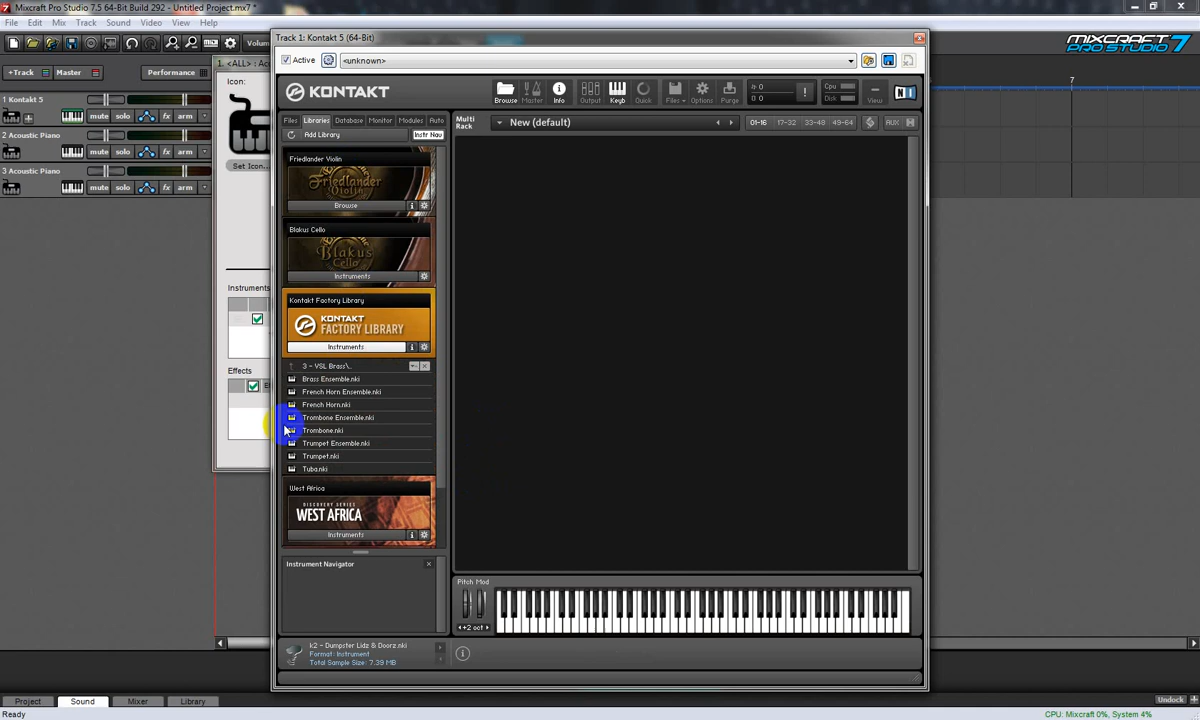 Mixcraft Pro Studio 7.5 64-Bit Build 292 - Untitled Project.mx7 *
File Edit Mix Track Sound Video View Help
MIXCRAFT
PRO STUDIO 7
+Track Master Performance
1 Kontakt 5
mute solo fx arm
2 Acoustic Piano
mute solo fx arm
3 Acoustic Piano
mute solo fx arm
Icon:
Set Icon...
Instruments
Effects
7
Track 1: Kontakt 5 (64-Bit)
Active <unknown>
KONTAKT
Browse Master Info Output Keyb Quick Files Options Purge
0
0
Cpu
Disk
View
NI
Files Libraries Database Monitor Modules Auto
Add Library Instr Nav
Multi
Rack
New (default)
01-16 17-32 33-48 49-64 AUX
Friedlander Violin
Friedlander
Violin
Browse
Blakus Cello
Blakus
Cello
Instruments
Kontakt Factory Library
KONTAKT
FACTORY LIBRARY
Instruments
3 - VSL Brass\..
Brass Ensemble.nki
French Horn Ensemble.nki
French Horn.nki
Trombone Ensemble.nki
Trombone.nki
Trumpet Ensemble.nki
Trumpet.nki
Tuba.nki
West Africa
DISCOVERY SERIES
WEST AFRICA
Instruments
Instrument Navigator
Pitch Mod
+2 oct
k2 - Dumpster Lidz & Doorz.nki
Format: Instrument
Total Sample Size: 7.39 MB
Project Sound Mixer Library
Undock
Ready
CPU: Mixcraft 0%, System 4%